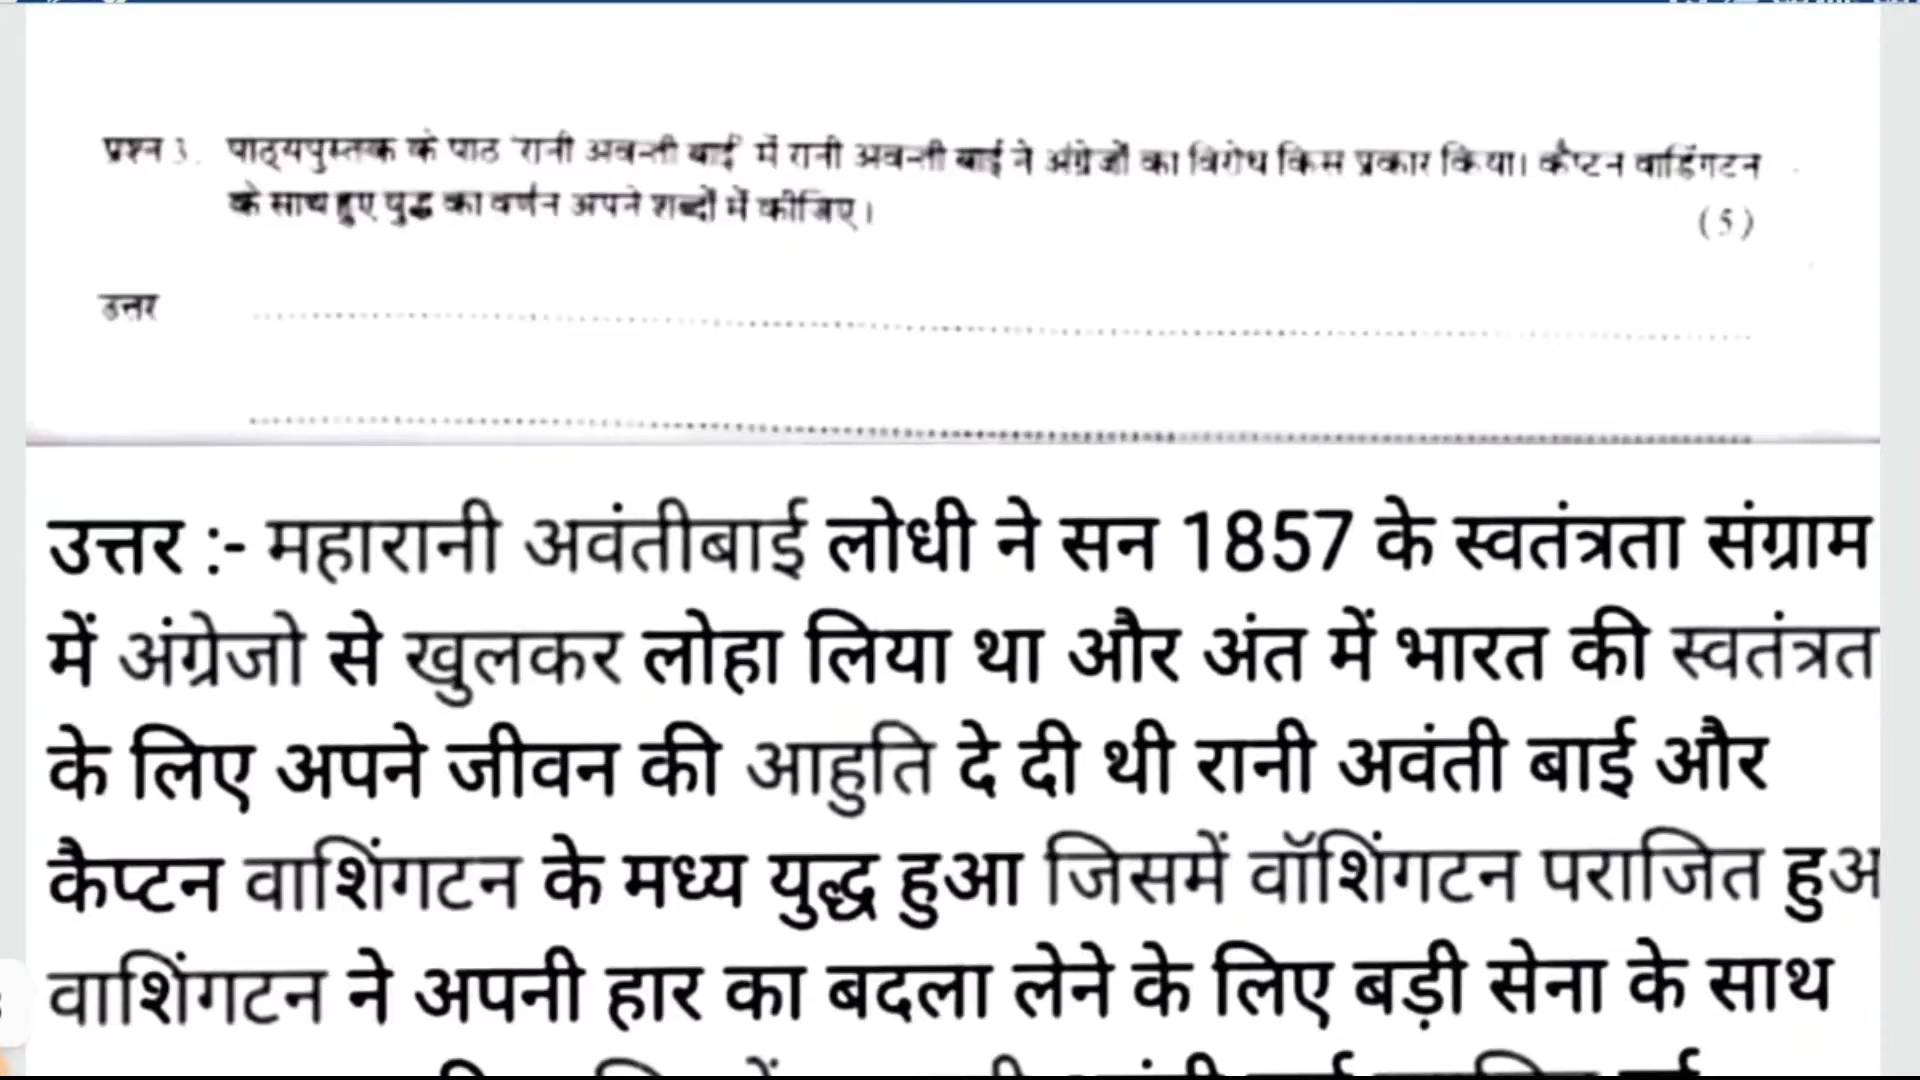 प्रश्न 3. पाठ्यपुस्तक के पाठ 'रानी अवन्ती बाई' में रानी अवन्ती बाई ने अंग्रेजों का विरोध किस प्रकार किया। कैप्टन वाडिंगटन
के साथ हुए युद्ध का वर्णन अपने शब्दों में कीजिए।
(5)
उत्तर
उत्तर :- महारानी अवंतीबाई लोधी ने सन 1857 के स्वतंत्रता संग्राम
में अंग्रेजो से खुलकर लोहा लिया था और अंत में भारत की स्वतंत्रत
के लिए अपने जीवन की आहुति दे दी थी रानी अवंती बाई और
कैप्टन वाशिंगटन के मध्य युद्ध हुआ जिसमें वॉशिंगटन पराजित हुअ
वाशिंगटन ने अपनी हार का बदला लेने के लिए बड़ी सेना के साथ